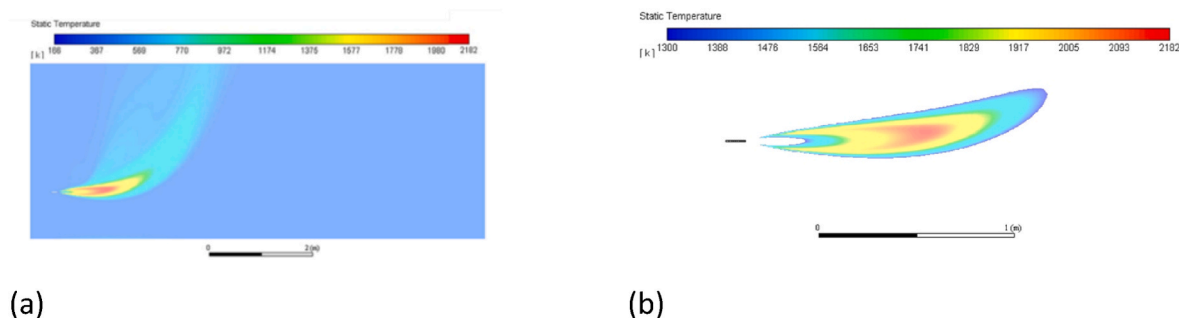 Static Temperature
[k] 168 367 569 770 972 1174 1375 1577 1778 1980 2182
0 2 (m)
(a)
Static Temperature
1300 1388 1476 1564 1653 1741 1829 1917 2005 2093 2182
[k]
0 1 (m)
(b)